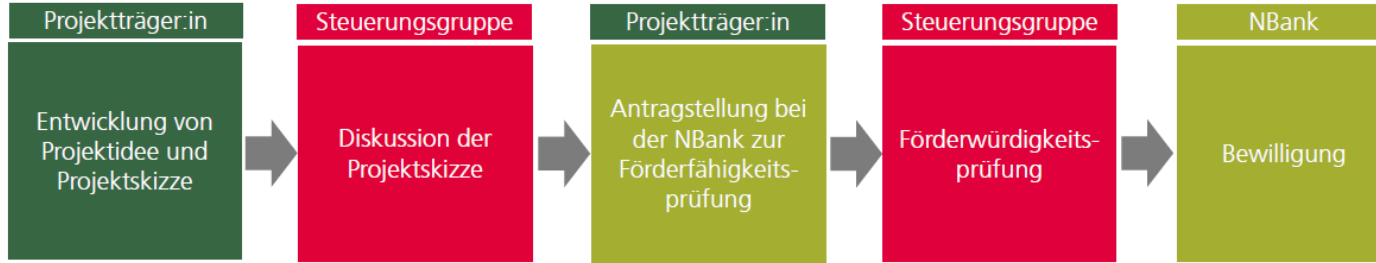 Projektträger:in
Entwicklung von
Projektidee und
Projektskizze
Steuerungsgruppe
Diskussion der
Projektskizze
Projektträger:in
Antragstellung bei
der NBank zur
Förderfähigkeits-
prüfung
Steuerungsgruppe
Förderwürdigkeits-
prüfung
NBank
Bewilligung